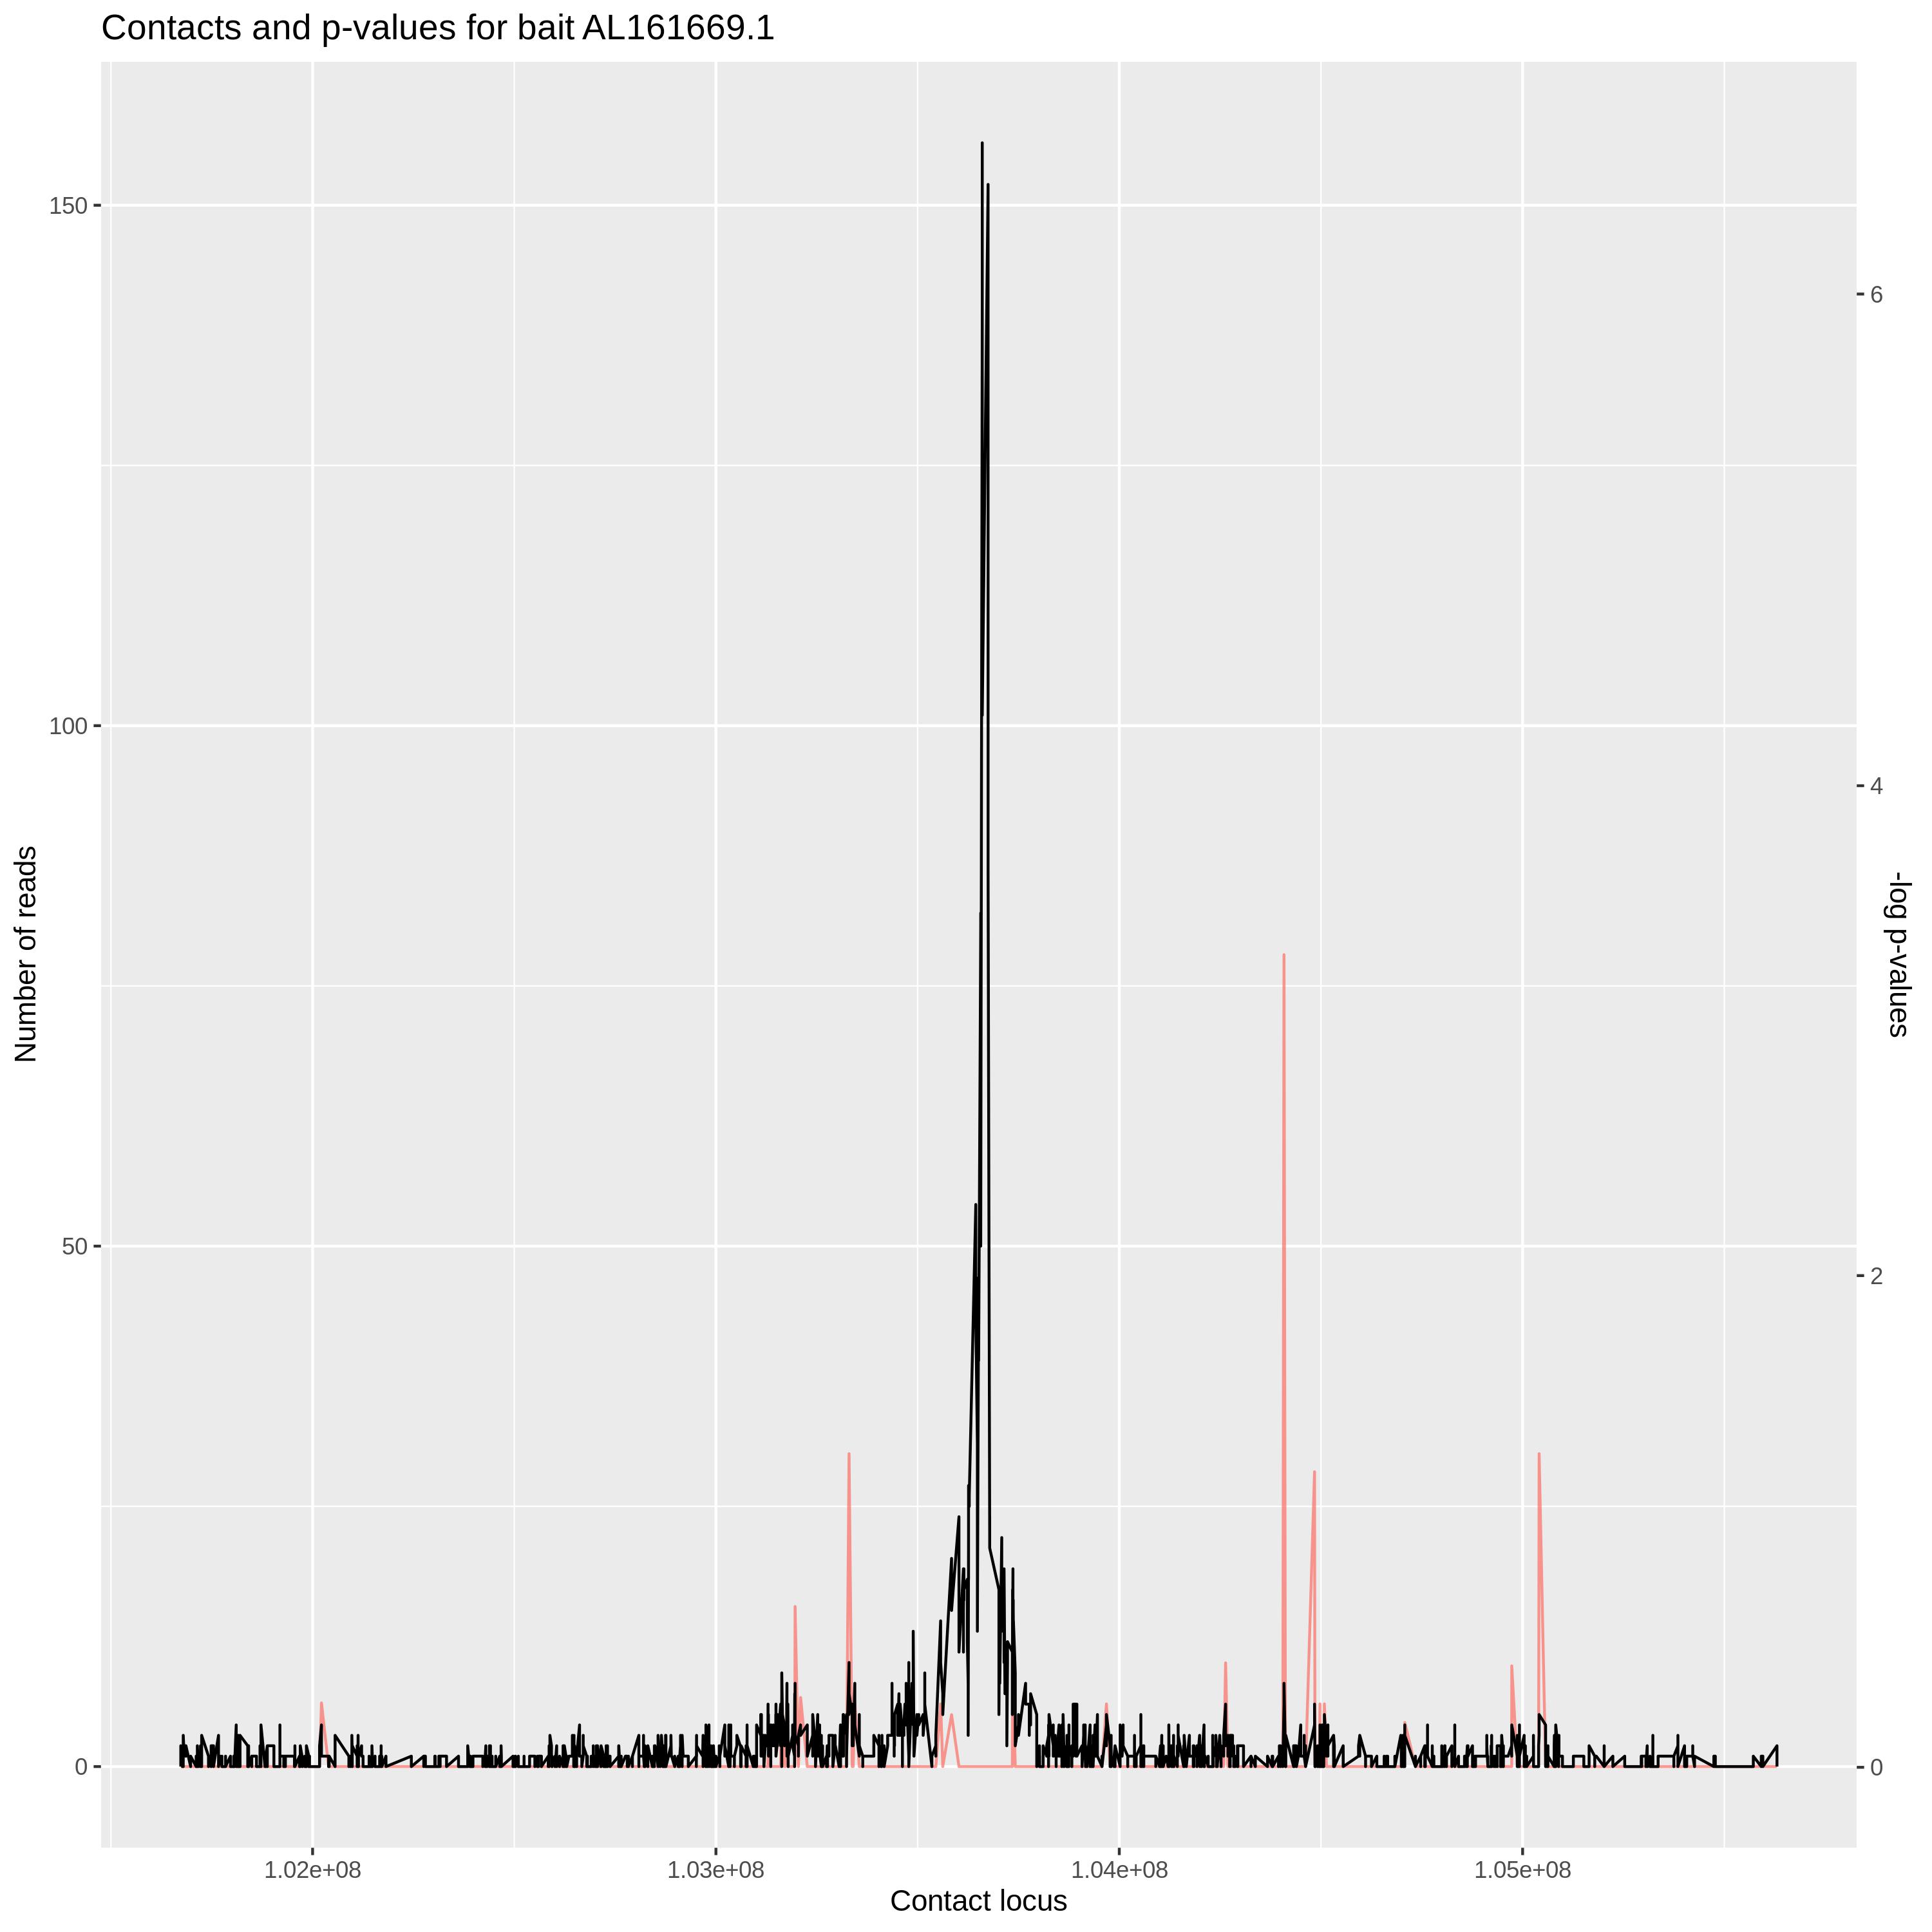 Contacts and p-values for bait AL161669.1
150
100
50
0
Number of reads
6
4
2
0
-log p-values
1.02e+08
1.03e+08
1.04e+08
1.05e+08
Contact locus